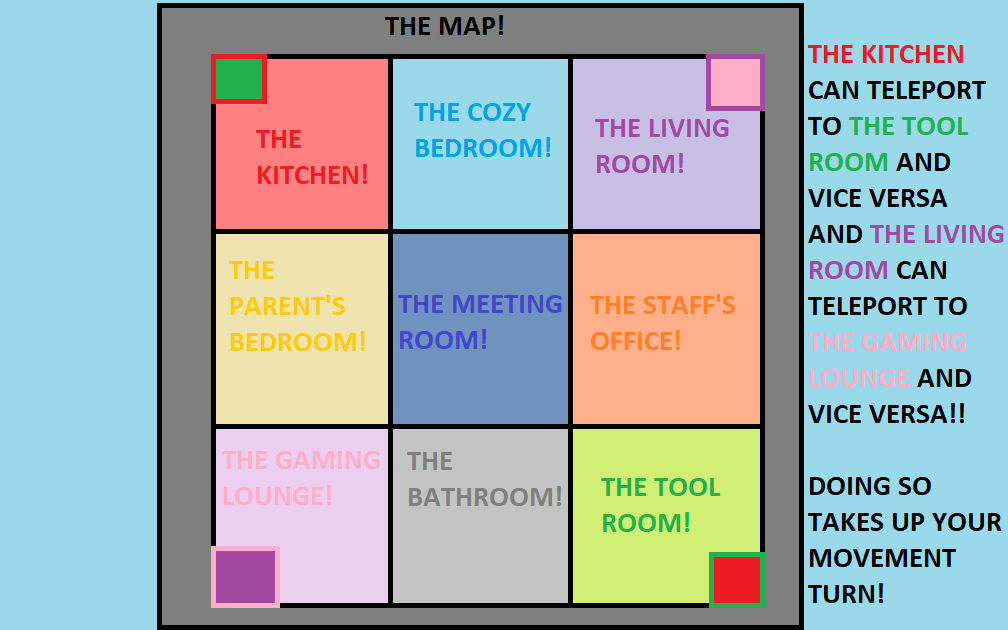 THE MAP!
THE
KITCHEN!
THE COZY
BEDROOM!
THE LIVING
ROOM!
THE
PARENT'S
BEDROOM!
THE MEETING
ROOM!
THE STAFF'S
OFFICE!
THE GAMING
LOUNGE!
THE
BATHROOM!
THE TOOL
ROOM!
THE KITCHEN
CAN TELEPORT
TO THE TOOL
ROOM AND
VICE VERSA
AND THE LIVING
ROOM CAN
TELEPORT TO
THE GAMING
LOUNGE AND
VICE VERSA!!
DOING SO
TAKES UP YOUR
MOVEMENT
TURN!